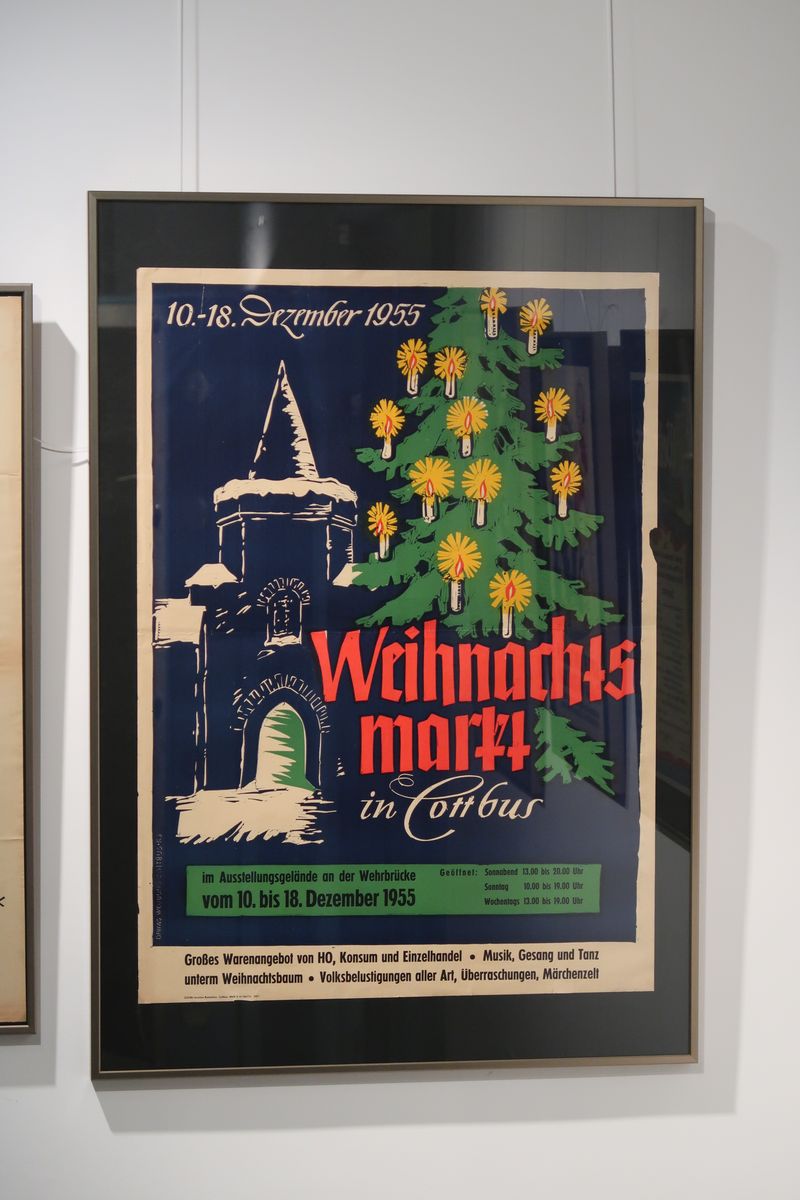 10.-18. Dezember 1955
Weihnachts
markt
in Cottbus
im Ausstellungsgelände an der Wehrbrücke
vom 10. bis 18. Dezember 1955
Geöffnet: Sonnabend 13.00 bis 20.00 Uhr
Sonntag 10.00 bis 19.00 Uhr
Wochentags 13.00 bis 19.00 Uhr
Großes Warenangebot von HO, Konsum und Einzelhandel • Musik, Gesang und Tanz
unterm Weihnachtsbaum • Volksbelustigungen aller Art, Überraschungen, Märchenzelt